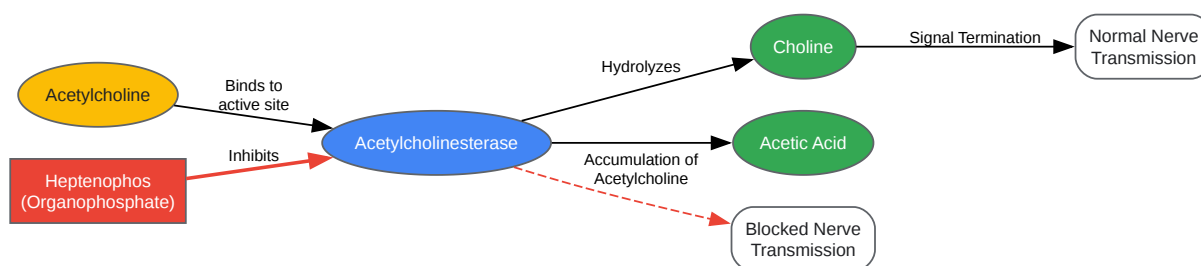 Acetylcholine
Binds to
active site
Heptenophos
(Organophosphate)
Inhibits
Acetylcholinesterase
Hydrolyzes
Choline
Signal Termination
Normal Nerve
Transmission
Acetic Acid
Accumulation of
Acetylcholine
Blocked Nerve
Transmission